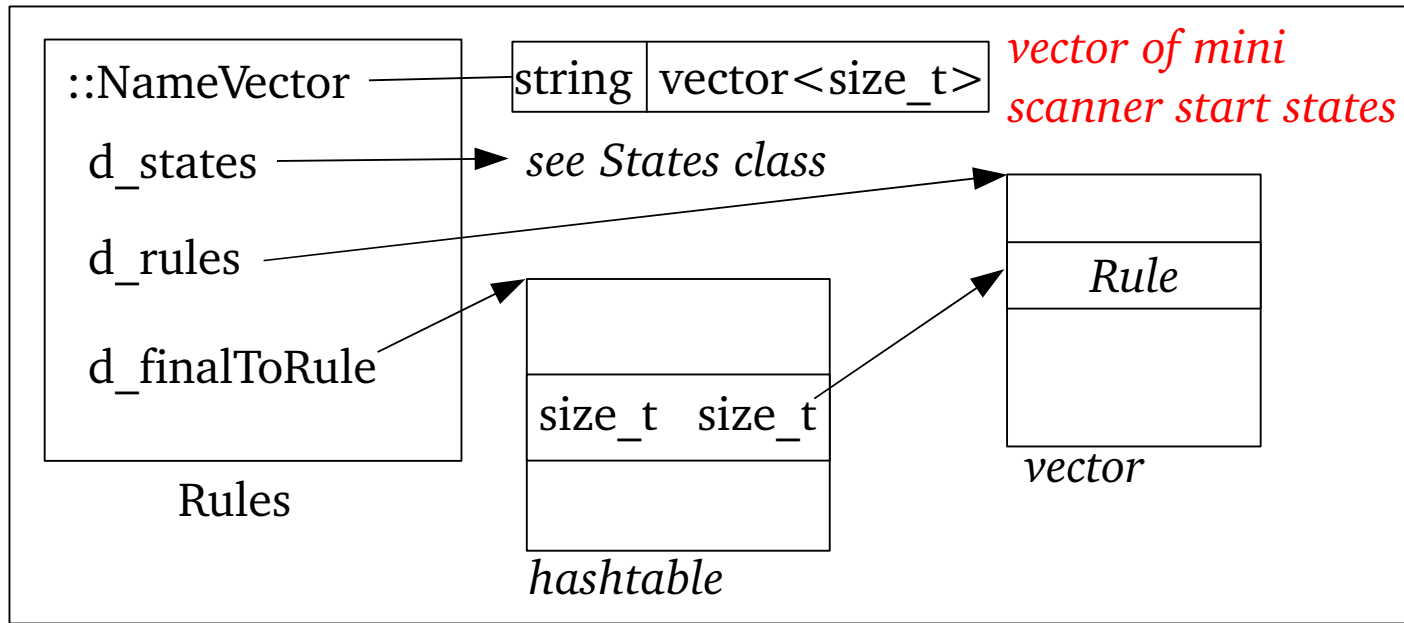 ::NameVector
string vector<size_t>
vector of mini
scanner start states
d_states
see States class
d_rules
Rule
d_finalToRule
size_t size_t
vector
Rules
hashtable